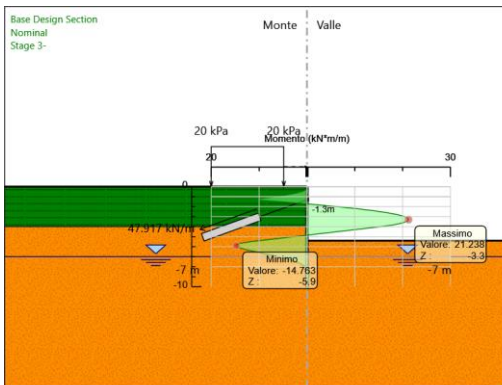 Base Design Section
Nominal
Stage 3-
Monte
Valle
20 kPa
20 kPa
Momento (kN*m/m)
20
30
0
-1.3m
47.917 kN/m
Massimo
Valore: 21.238
Z : -3.3
Minimo
Valore: -14.763
Z : -5.9
-7 m
-7 m
-10